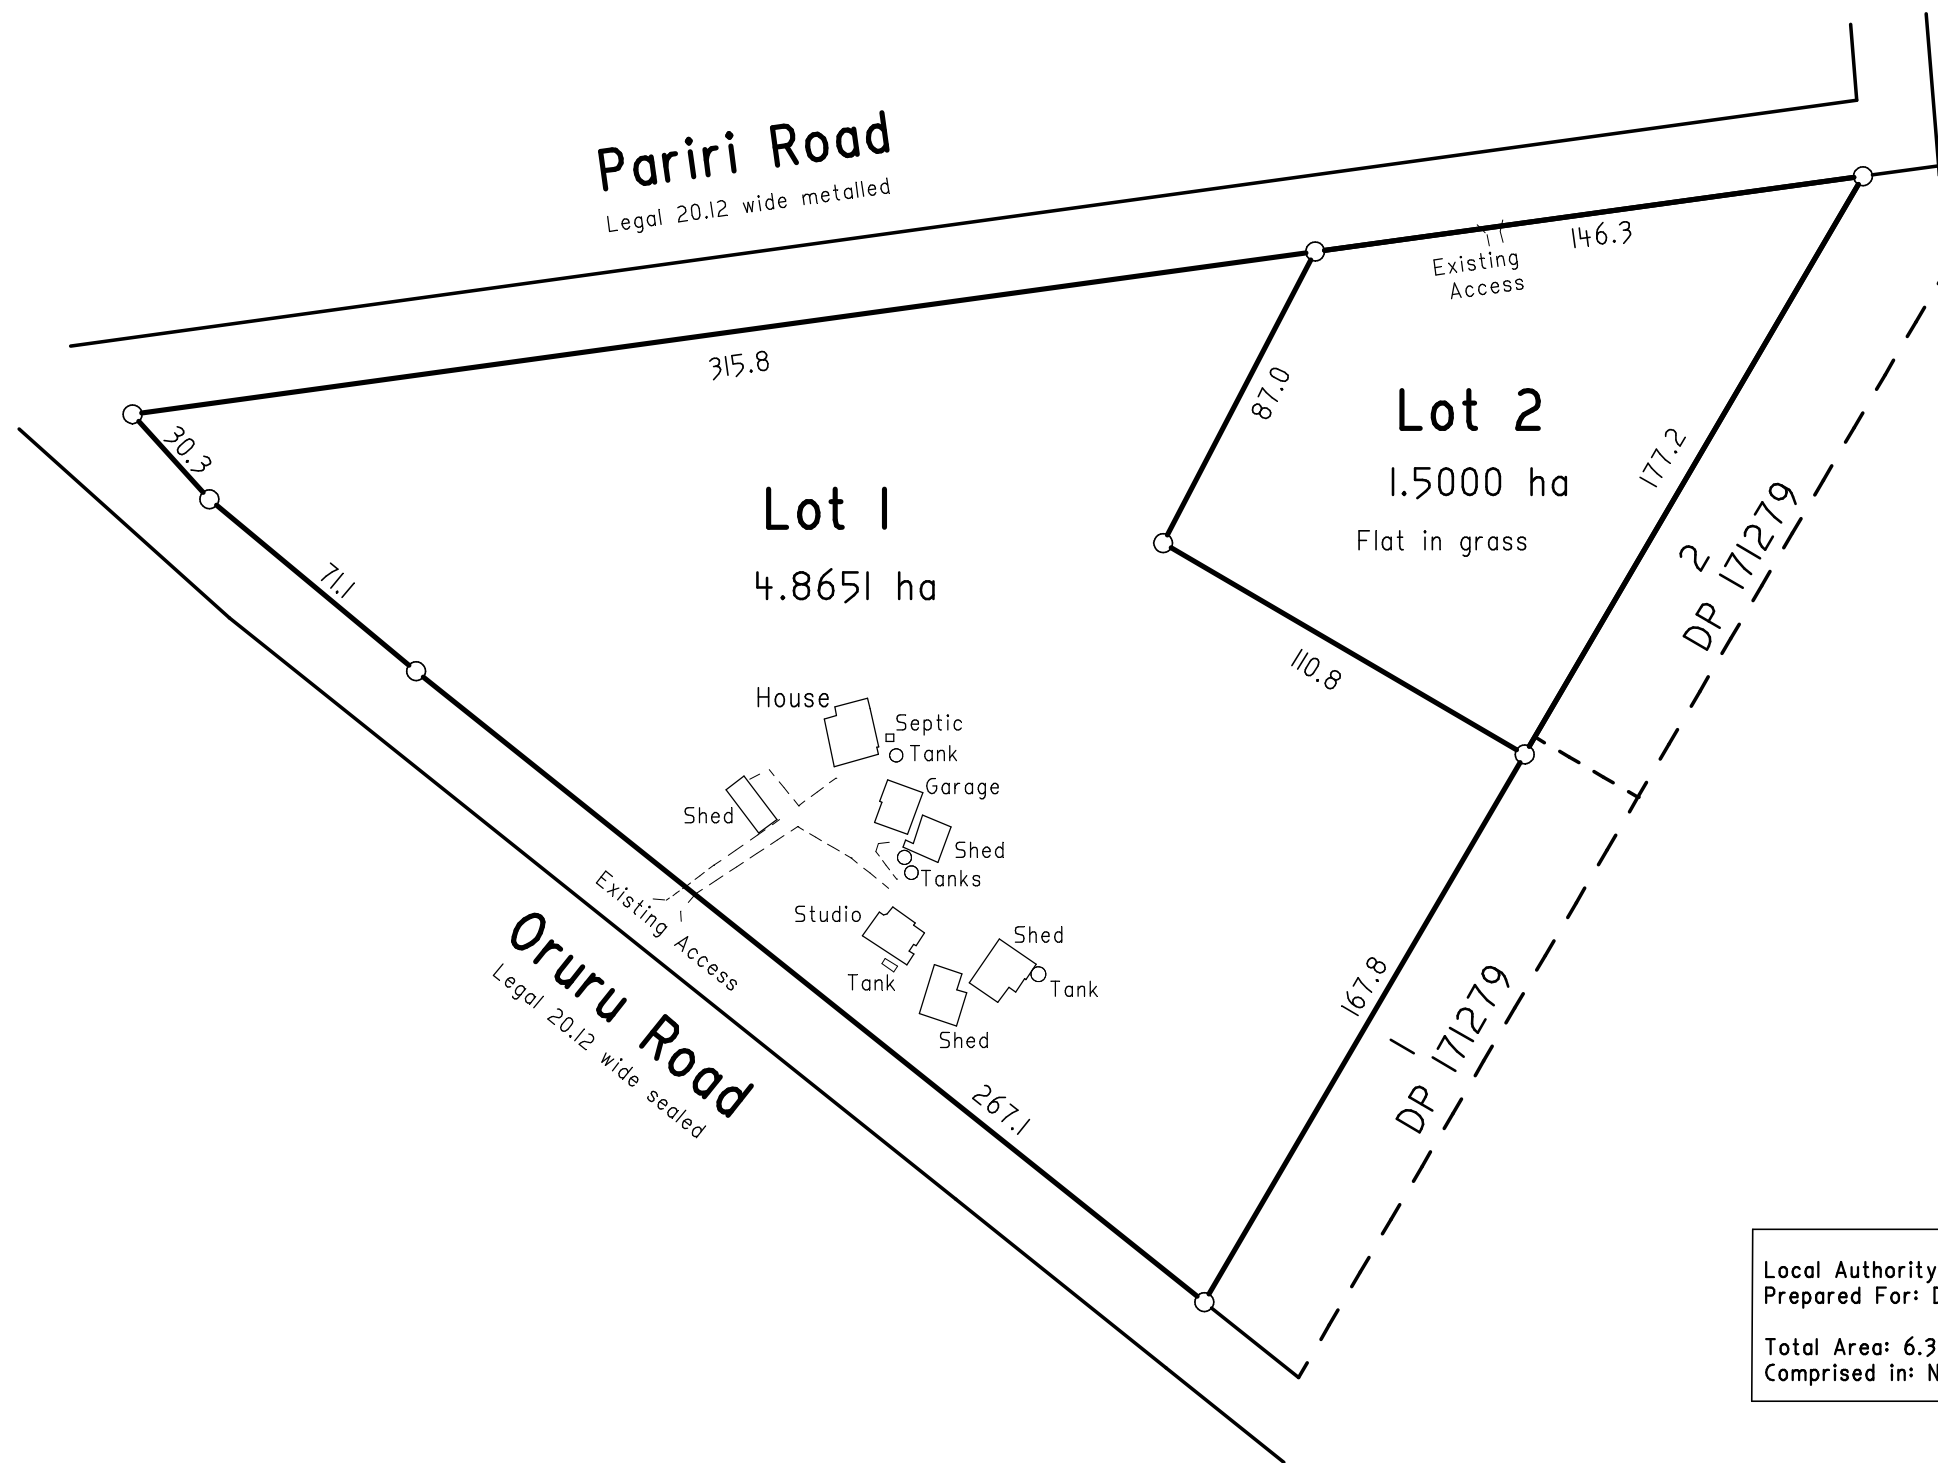 Pariri Road
Legal 20.12 wide metalled
146.3
Existing
Access
315.8
87.0
30.3
Lot 2
1.5000 ha
Flat in grass
177.2
Lot 1
4.8651 ha
71.1
2
DP 171279
110.8
House
Septic
Tank
Garage
Shed
Shed
Tanks
Existing Access
Studio
Tank
Shed
Tank
Shed
Oruru Road
Legal 20.12 wide sealed
167.8
1
DP 171279
267.1
Local Authority
Prepared For:
Total Area: 6.3
Comprised in: N